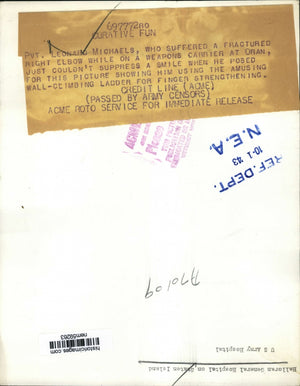 69777280
CURATIVE FUN
PVT. LEONARD MICHAELS, WHO SUFFERED A FRACTURED
RIGHT ELBOW WHILE ON A WEAPONS CARRIER AT ORAN,
JUST COULDN'T SUPPRESS A SMILE WHEN HE POSED
FOR THIS PICTURE SHOWING HIM USING THE AMUSING
WALL-CLIMBING LADDER FOR FINGER STRENGTHENING.
CREDIT LINE (ACME)
(PASSED BY ARMY CENSORS)
ACME ROTO SERVICE FOR IMMEDIATE RELEASE
REF. DEPT.
10-1 '43
N.E.A.
historicimages.com
nem59263
U S Army Hospital
Halloran General Hospital on Staten Island